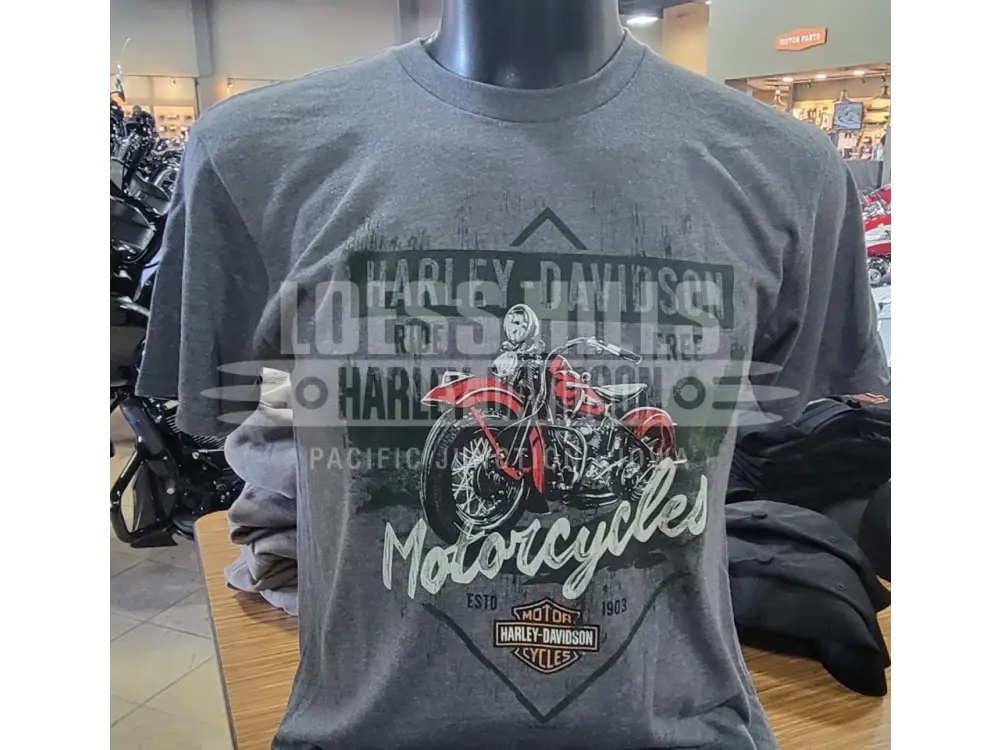 MOTOR PARTS
HARLEY-DAVIDSON
LOESS HILLS
RIDE FREE
HARLEY-DAVIDSON
PACIFIC JUNCTION, IOWA
Motorcycles
ESTD 1903
MOTOR
HARLEY-DAVIDSON
CYCLES